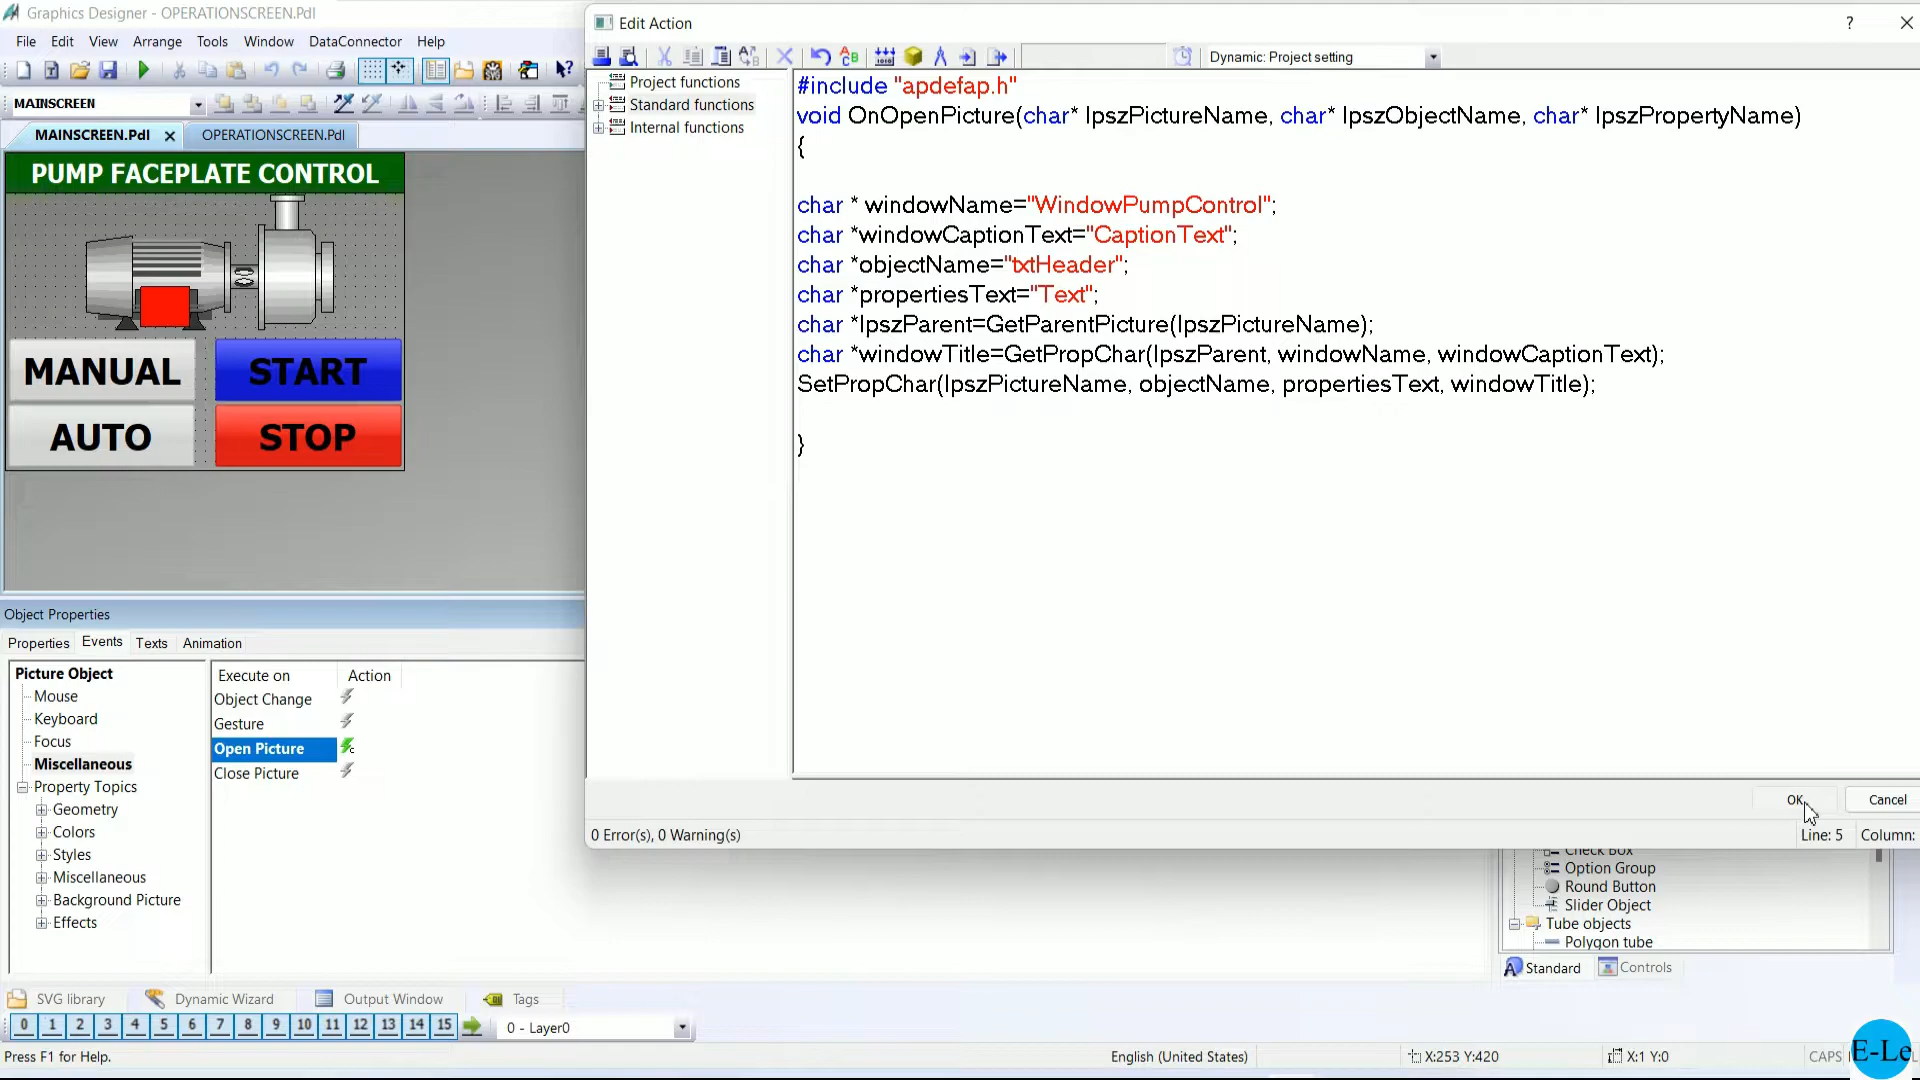 Graphics Designer - OPERATIONSCREEN.Pdl
File Edit View Arrange Tools Window DataConnector Help
MAINSCREEN
MAINSCREEN.Pdl OPERATIONSCREEN.Pdl
PUMP FACEPLATE CONTROL
MANUAL START
AUTO STOP
Object Properties
Properties Events Texts Animation
Picture Object
Mouse
Keyboard
Focus
Miscellaneous
Property Topics
Geometry
Colors
Styles
Miscellaneous
Background Picture
Effects
Execute on Action
Object Change
Gesture
Open Picture
Close Picture
Edit Action
Dynamic: Project setting
Project functions
Standard functions
Internal functions
#include "apdefap.h"
void OnOpenPicture(char* lpszPictureName, char* lpszObjectName, char* lpszPropertyName)
{
char * windowName="WindowPumpControl";
char *windowCaptionText="CaptionText";
char *objectName="txtHeader";
char *propertiesText="Text";
char *lpszParent=GetParentPicture(lpszPictureName);
char *windowTitle=GetPropChar(lpszParent, windowName, windowCaptionText);
SetPropChar(lpszPictureName, objectName, propertiesText, windowTitle);
}
OK Cancel
0 Error(s), 0 Warning(s)
Line: 5 Column:
Check Box
Option Group
Round Button
Slider Object
Tube objects
Polygon tube
Standard Controls
SVG library Dynamic Wizard Output Window Tags
0 1 2 3 4 5 6 7 8 9 10 11 12 13 14 15 0 - Layer0
Press F1 for Help.
English (United States) X:253 Y:420 X:1 Y:0 CAPS
E-Le